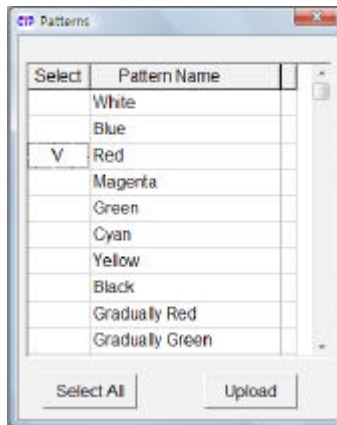 CYP Patterns
Select Pattern Name
White
Blue
V Red
Magenta
Green
Cyan
Yellow
Black
Gradually Red
Gradually Green
Select All Upload